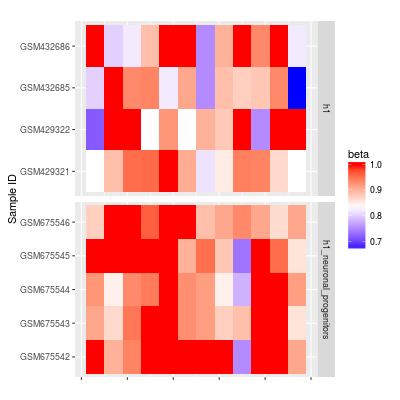 GSM432686
GSM432685
GSM429322
GSM429321
h1
GSM675546
GSM675545
GSM675544
GSM675543
GSM675542
h1_neuronal_progenitors
Sample ID
beta
1.0
0.9
0.8
0.7